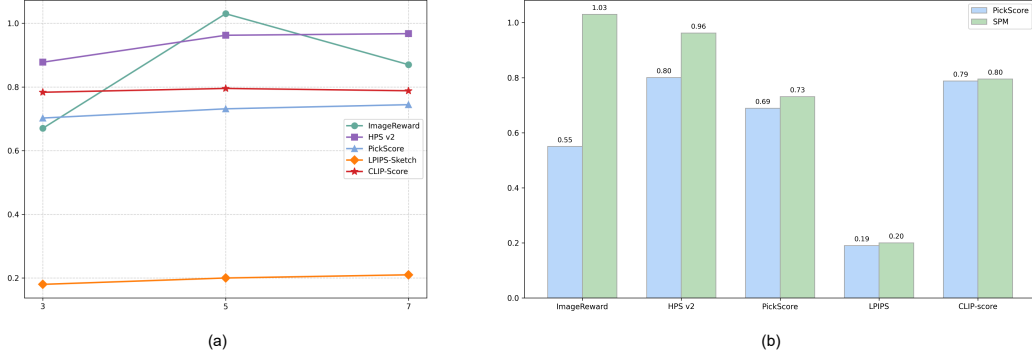 1.0
0.8
0.6
0.4
0.2
3
5
7
ImageReward
HPS v2
PickScore
LPIPS-Sketch
CLIP-Score
(a)
1.0
0.8
0.6
0.4
0.2
0.0
0.55
1.03
0.80
0.96
0.69
0.73
0.19
0.20
0.79
0.80
PickScore
SPM
ImageReward
HPS v2
PickScore
LPIPS
CLIP-score
(b)